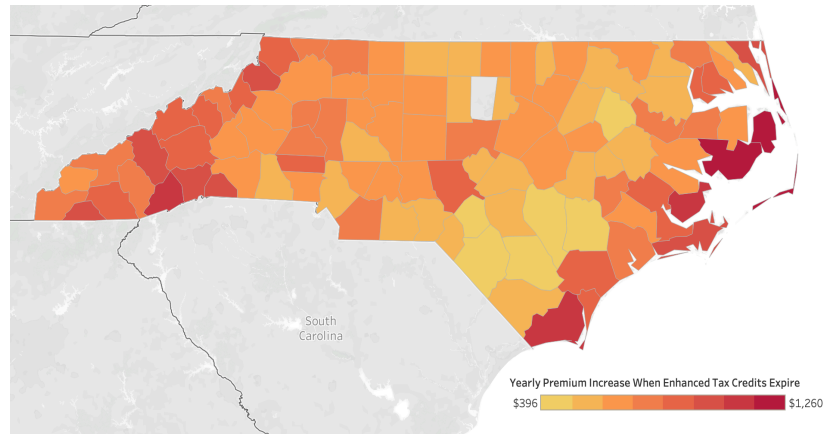 South
Carolina
Yearly Premium Increase When Enhanced Tax Credits Expire
$396 $1,260